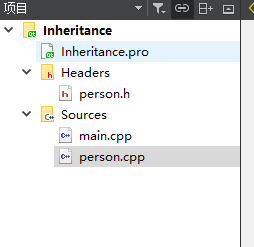 项目
Inheritance
Inheritance.pro
Headers
person.h
Sources
main.cpp
person.cpp